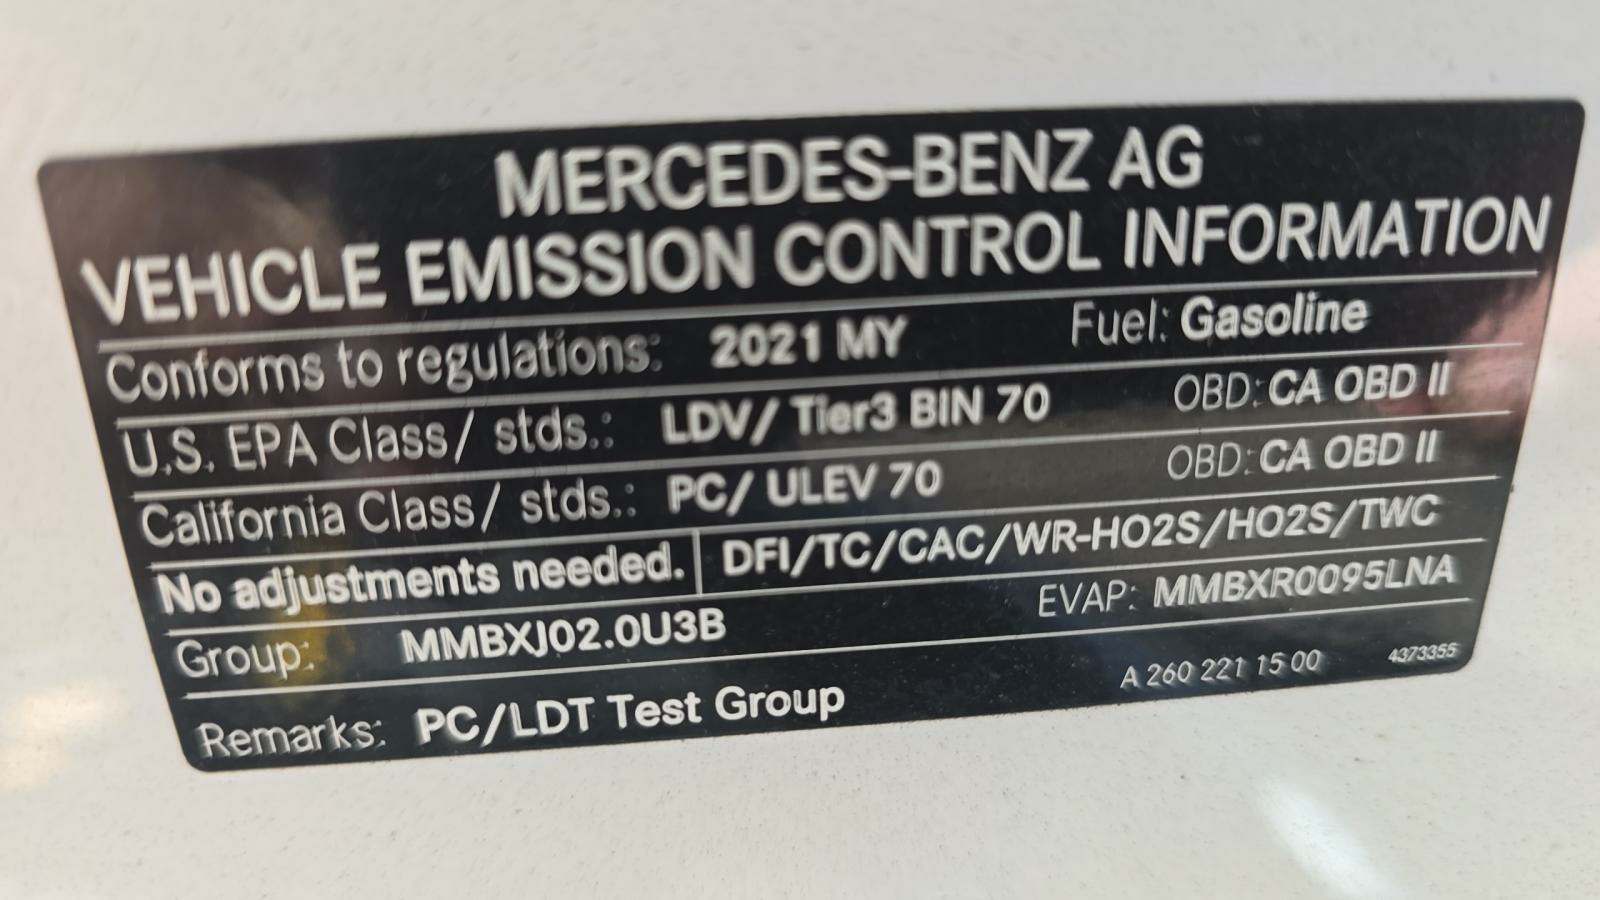 MERCEDES-BENZ AG
VEHICLE EMISSION CONTROL INFORMATION
Conforms to regulations: 2021 MY Fuel: Gasoline
U.S. EPA Class/ stds.: LDV/ Tier3 BIN 70 OBD: CA OBD II
California Class/ stds.: PC/ ULEV 70 OBD: CA OBD II
No adjustments needed. DFI/TC/CAC/WR-HO2S/HO2S/TWC
Group: MMBXJ02.0U3B EVAP: MMBXR0095LNA
Remarks: PC/LDT Test Group A 260 221 15 00 4373355